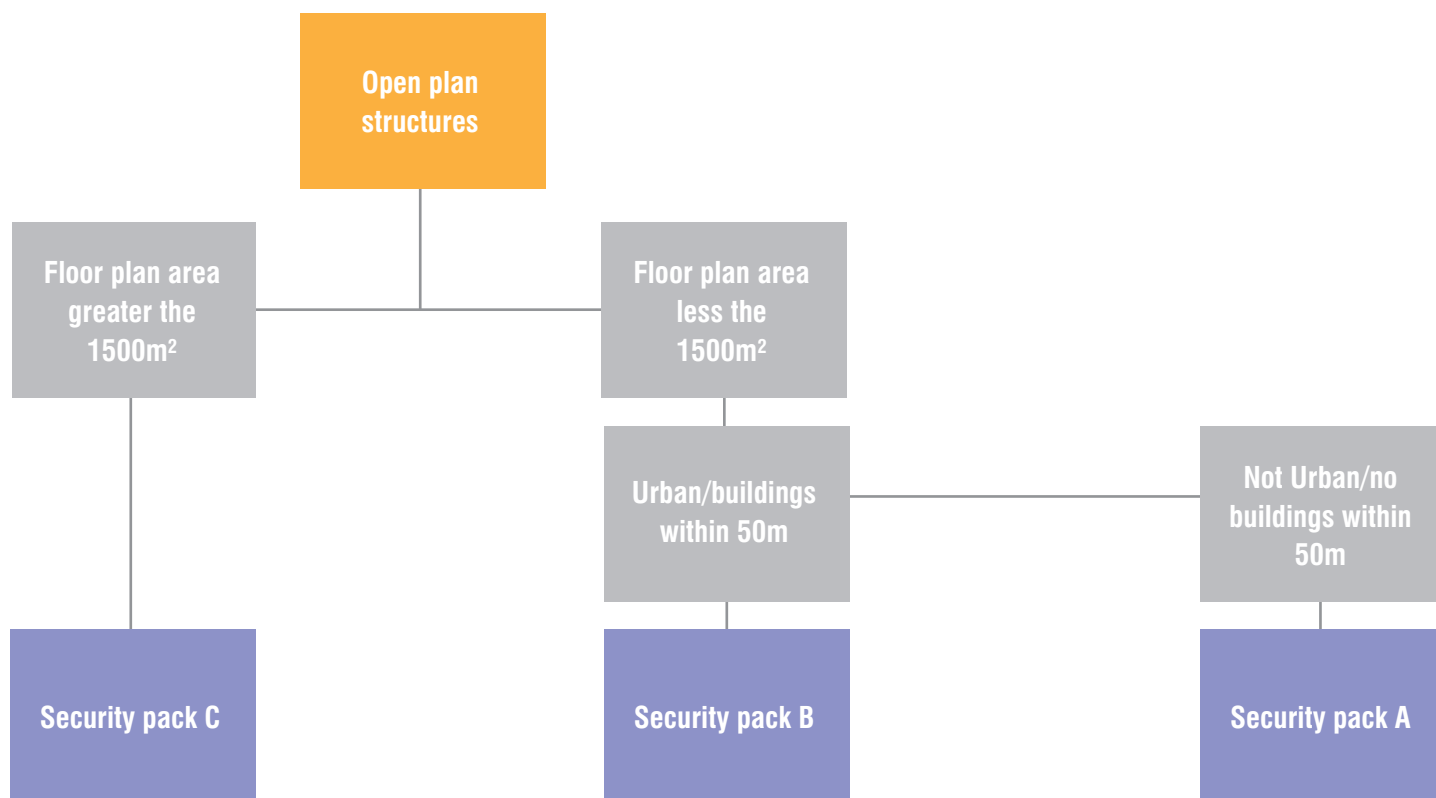 Open plan
structures
Floor plan area
greater the
1500m²
Floor plan area
less the
1500m²
Urban/buildings
within 50m
Not Urban/no
buildings within
50m
Security pack C
Security pack B
Security pack A